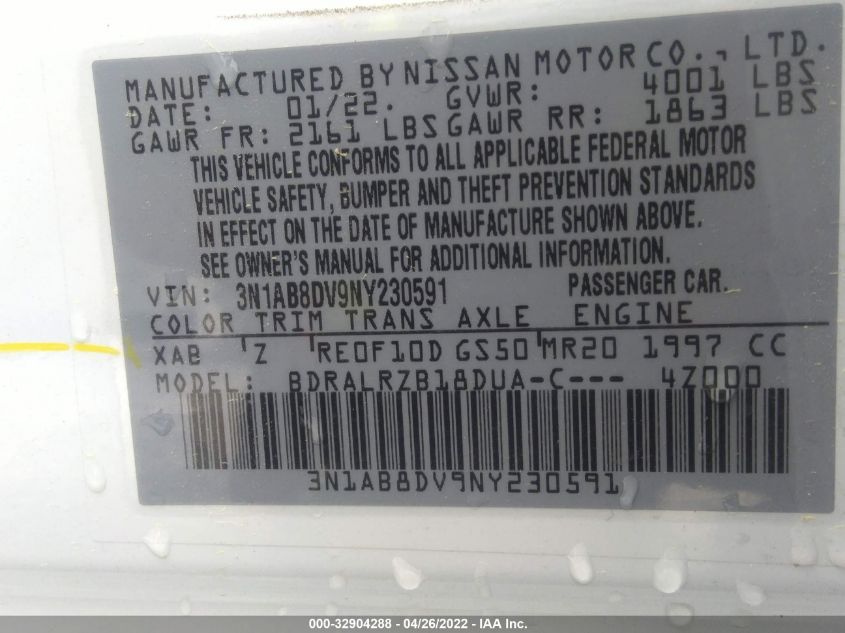 MANUFACTURED BY NISSAN MOTOR CO., LTD.
DATE: 01/22. GVWR: 4001 LBS
GAWR FR: 2161 LBS GAWR RR: 1863 LBS
THIS VEHICLE CONFORMS TO ALL APPLICABLE FEDERAL MOTOR
VEHICLE SAFETY, BUMPER AND THEFT PREVENTION STANDARDS
IN EFFECT ON THE DATE OF MANUFACTURE SHOWN ABOVE.
SEE OWNER'S MANUAL FOR ADDITIONAL INFORMATION.
VIN: 3N1AB8DV9NY230591 PASSENGER CAR.
COLOR TRIM TRANS AXLE ENGINE
XAB Z RE0F10D GS50 MR20 1997 CC
MODEL: BDRALRZB18DUA-C--- 4Z000
3N1AB8DV9NY230591
000-32904288 - 04/26/2022 - IAA Inc.